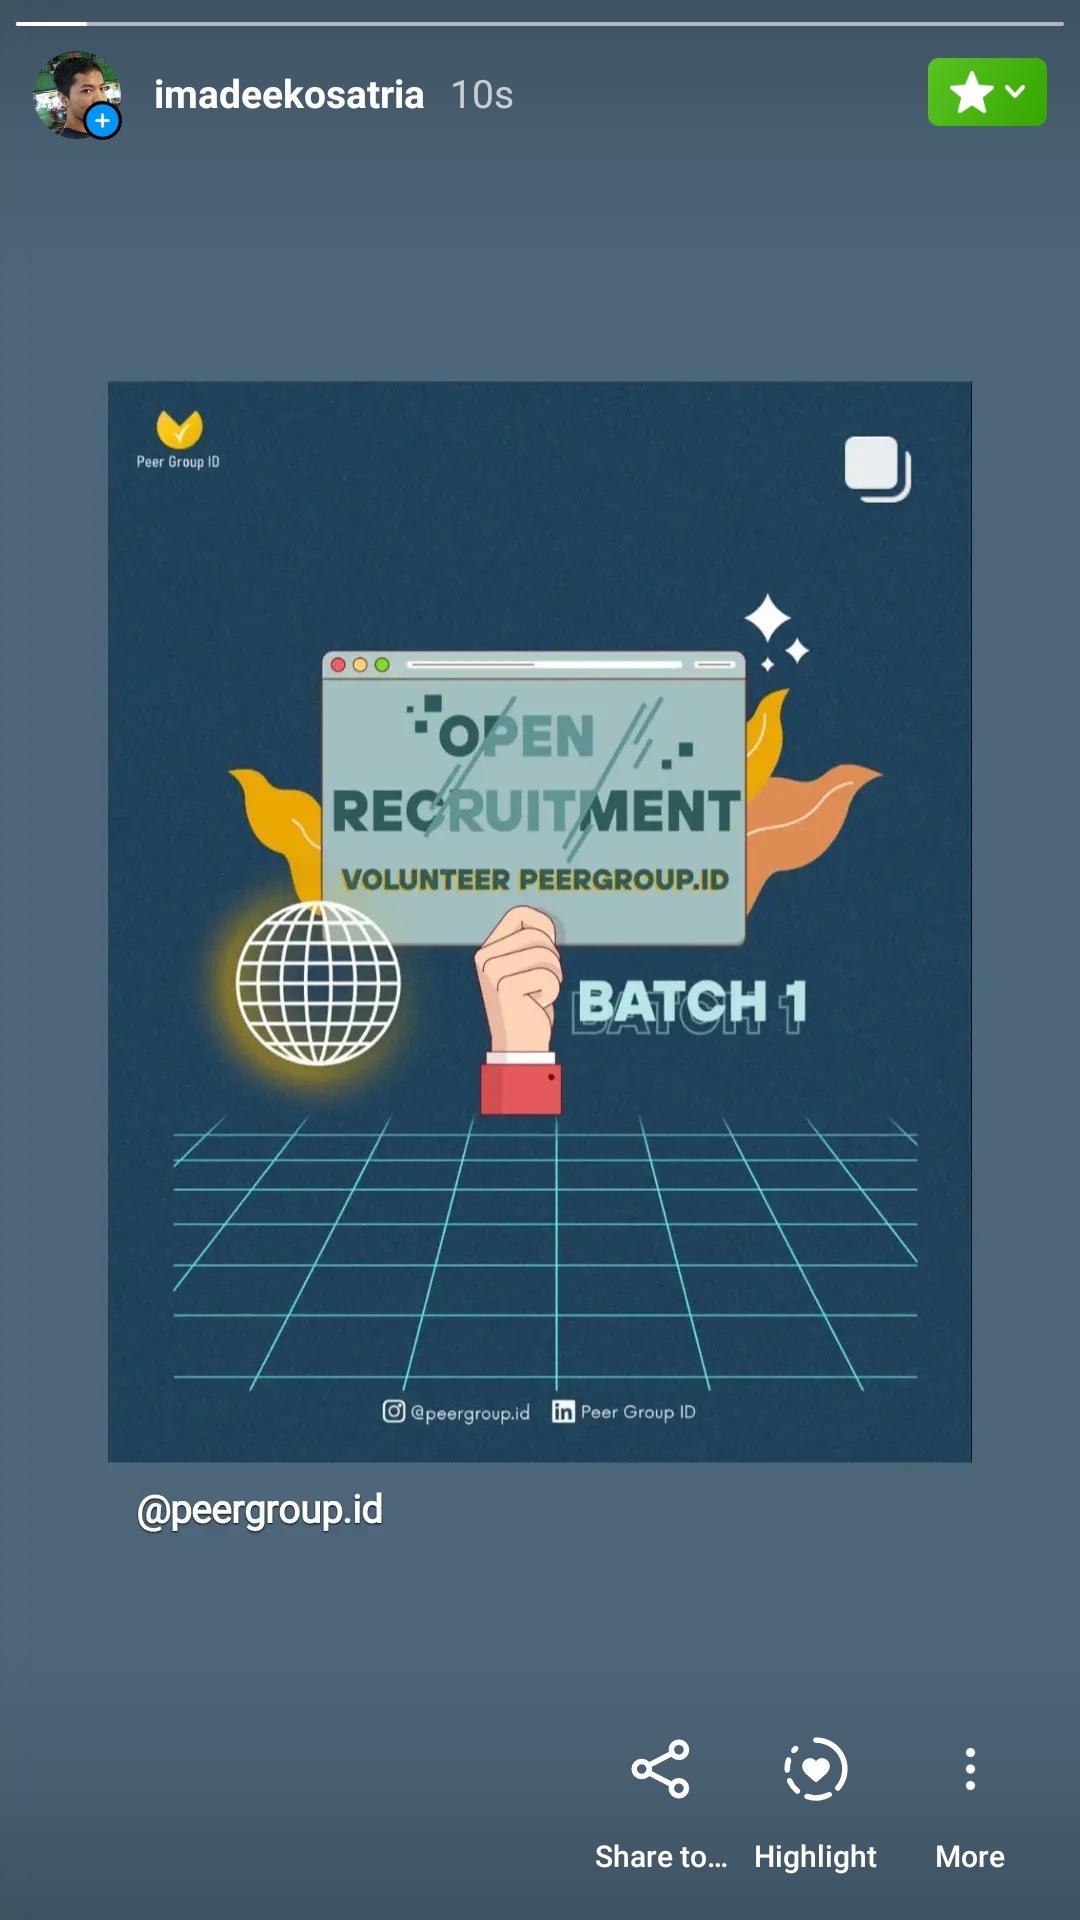 imadeekosatria 10s
Peer Group ID
OPEN
RECRUITMENT
VOLUNTEER PEERGROUP.ID
BATCH 1
@peergroup.id in Peer Group ID
@peergroup.id
Share to... Highlight More